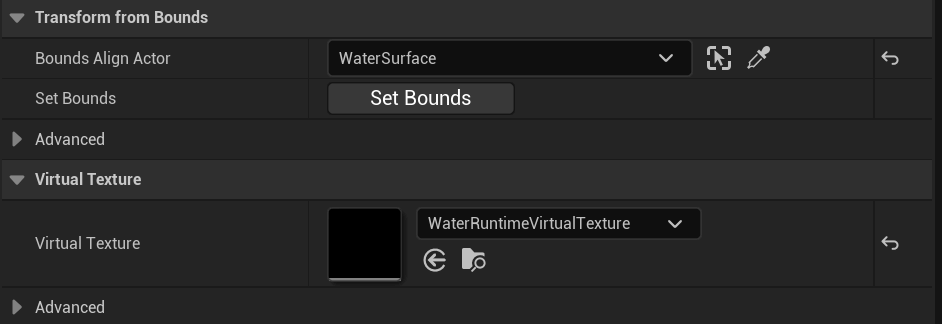 Transform from Bounds
Bounds Align Actor
WaterSurface
Set Bounds
Set Bounds
Advanced
Virtual Texture
Virtual Texture
WaterRuntimeVirtualTexture
Advanced